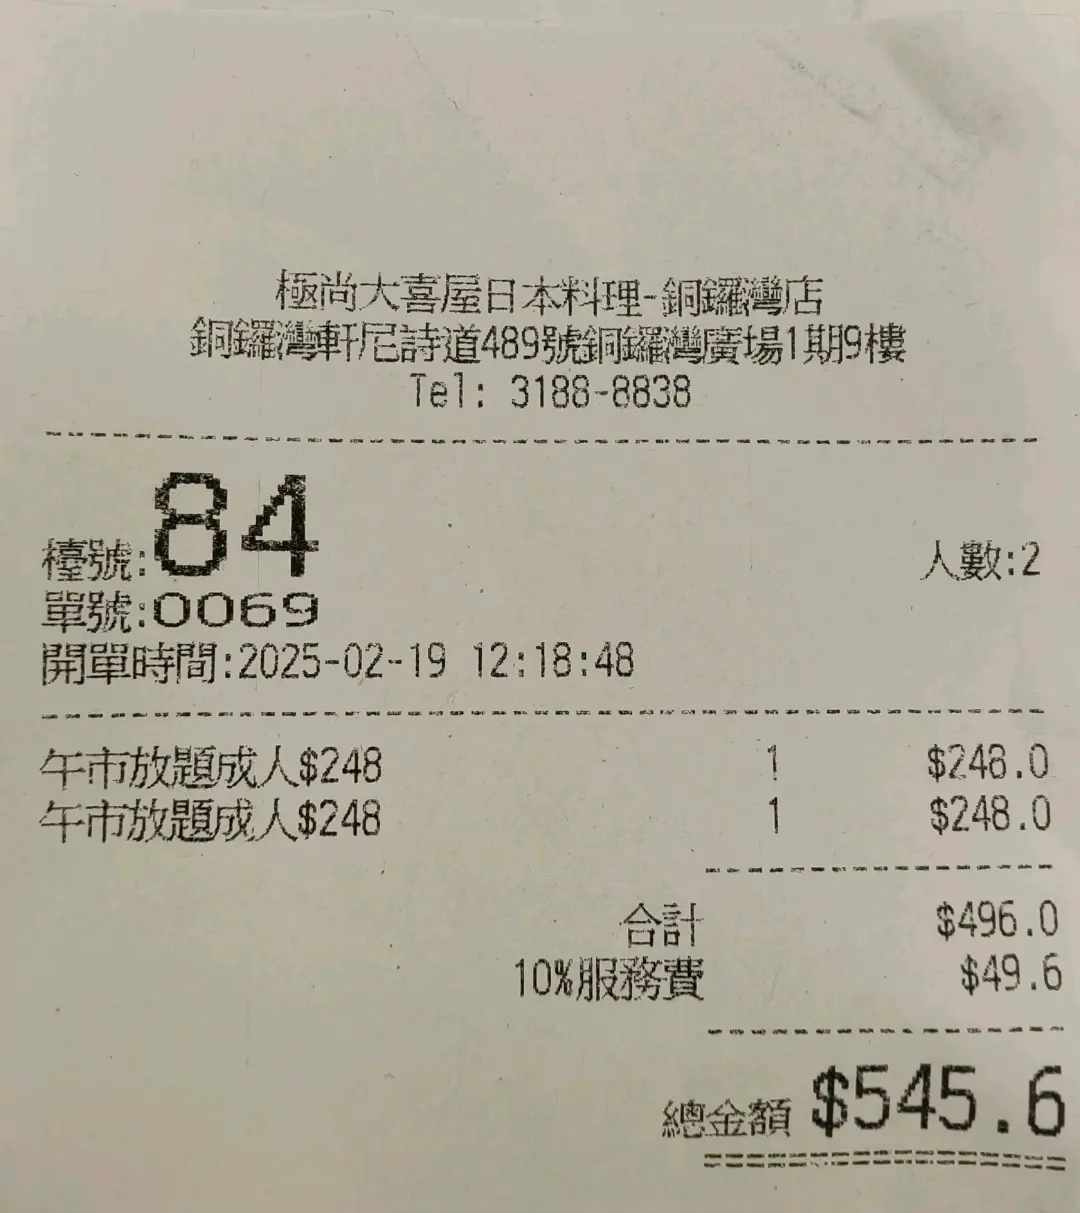 極尚大喜屋日本料理-銅鑼灣店
銅鑼灣軒尼詩道489號銅鑼灣廣場1期9樓
Tel: 3188-8838
檯號:84 人數:2
單號:0069
開單時間:2025-02-19 12:18:48
午市放題成人$248 1 $248.0
午市放題成人$248 1 $248.0
合計 $496.0
10%服務費 $49.6
總金額 $545.6